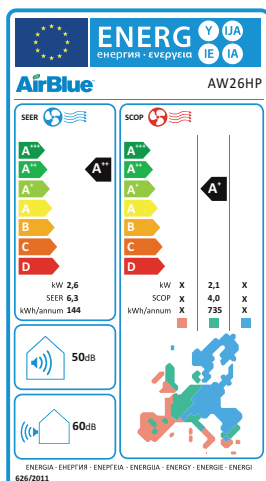 ENERG Y IJA
енергия · ενεργεια IE IA
AirBlue™ AW26HP
SEER SCOP
A+++ A+++
A++ A++ A++
A+ A+ A+
A A
B B
C C
D D
kW 2,6 kW X 2,1 X
SEER 6,3 SCOP X 4,0 X
kWh/annum 144 kWh/annum X 735 X
50dB
60dB
ENERGIA · ЕНЕРГИЯ · ΕΝΕΡΓΕΙΑ · ENERGIJA · ENERGY · ENERGIE · ENERGI
626/2011